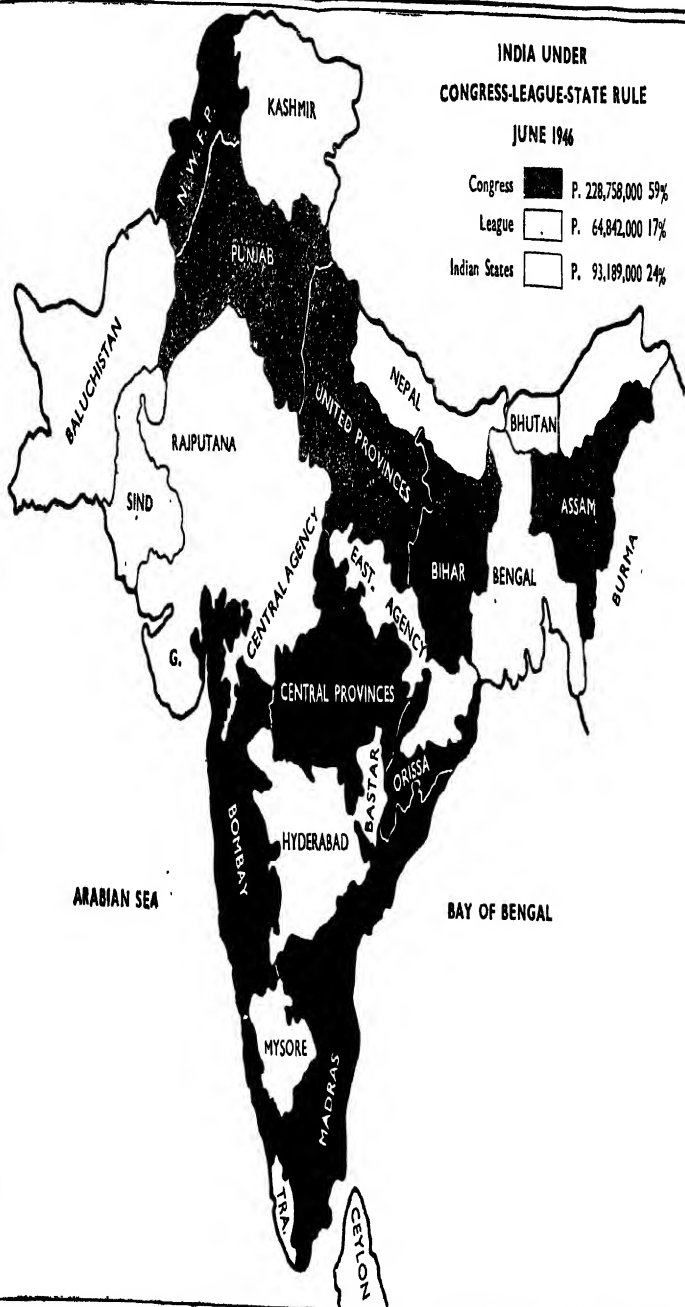 INDIA UNDER
CONGRESS-LEAGUE-STATE RULE
JUNE 1946
Congress P. 228,758,000 59%
League P. 64,842,000 17%
Indian States P. 93,189,000 24%
KASHMIR
N. W. F. P.
PUNJAB
BALUCHISTAN
NEPAL
BHUTAN
UNITED PROVINCES
RAJPUTANA
SIND
ASSAM
CENTRAL AGENCY
EAST. AGENCY
BIHAR
BENGAL
BURMA
G.
CENTRAL PROVINCES
ORISSA
BASTAR
BOMBAY
HYDERABAD
ARABIAN SEA
BAY OF BENGAL
MYSORE
MADRAS
TRA.
CEYLON